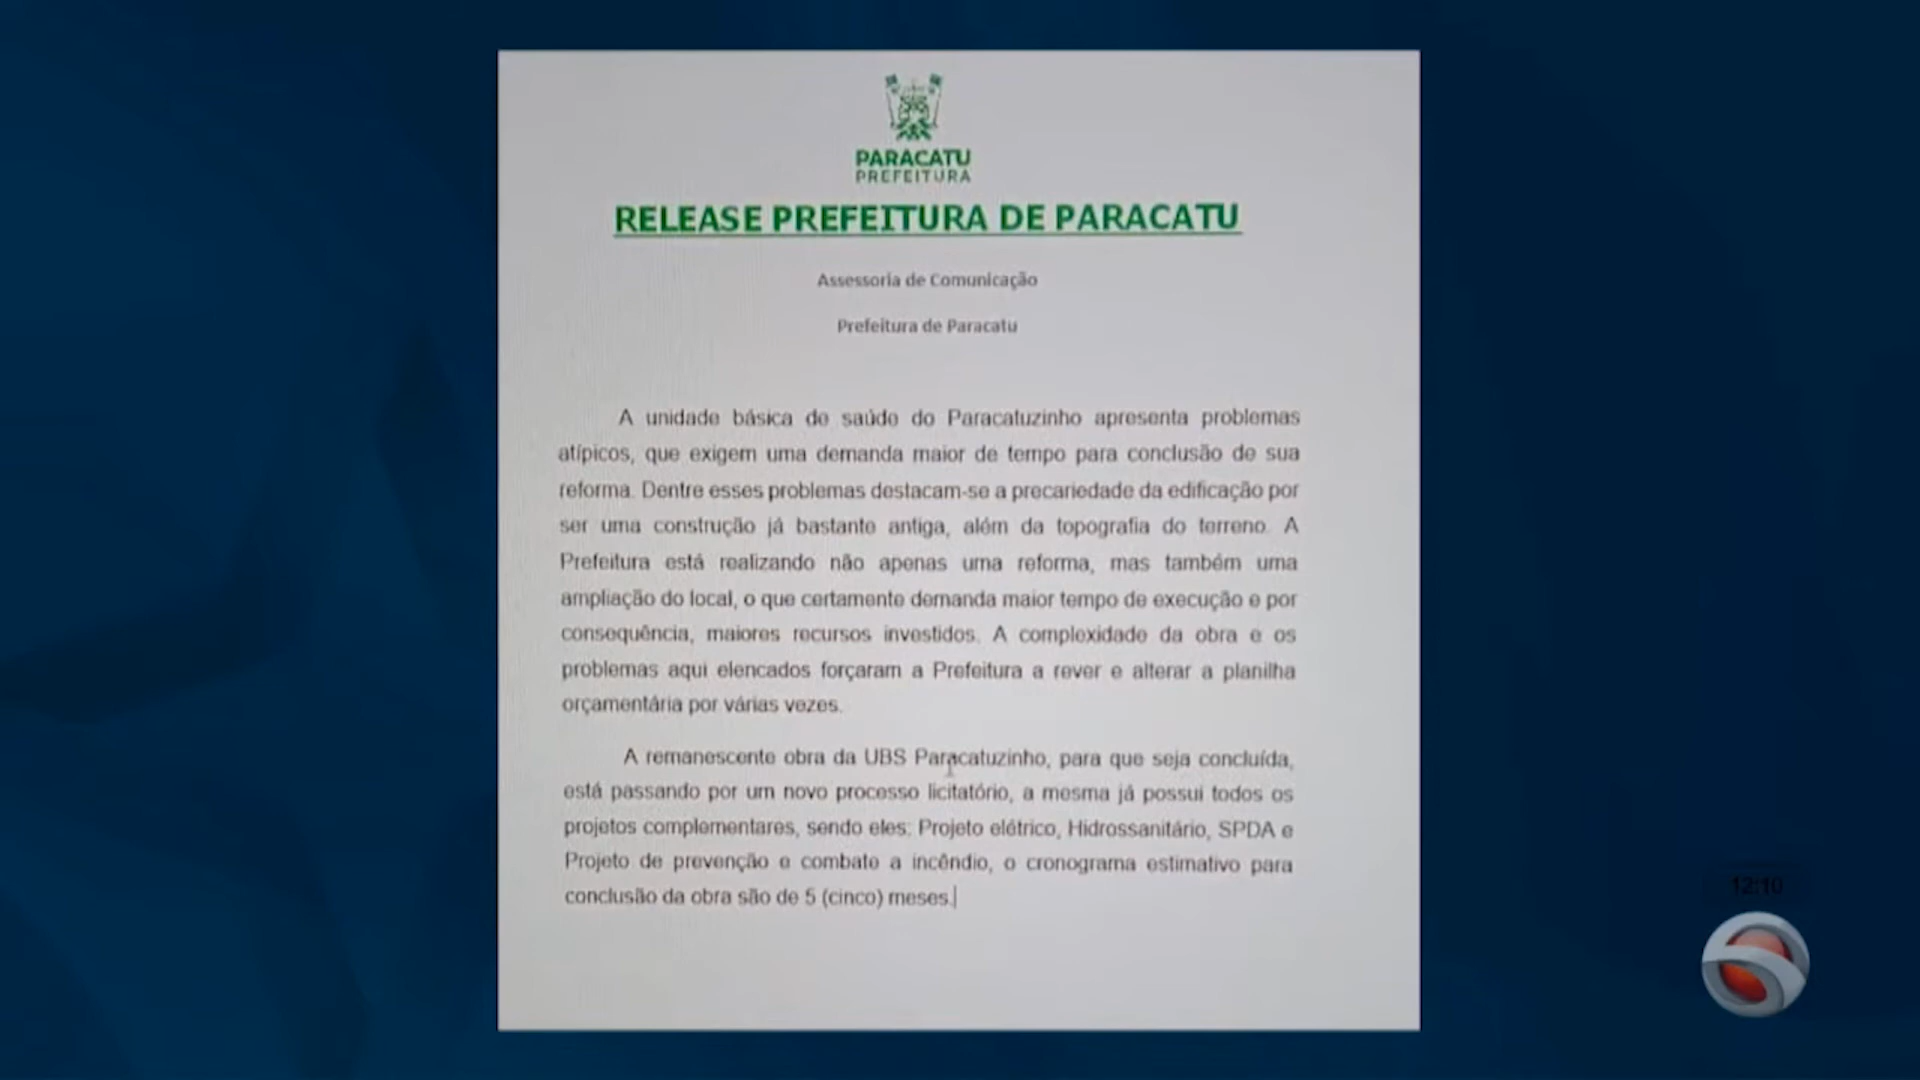 PARACATU
PREFEITURA
RELEASE PREFEITURA DE PARACATU
Assessoria de Comunicação
Prefeitura de Paracatu
A unidade básica de saúde do Paracatuzinho apresenta problemas
atípicos, que exigem uma demanda maior de tempo para conclusão de sua
reforma. Dentre esses problemas destacam-se a precariedade da edificação por
ser uma construção já bastante antiga, além da topografia do terreno. A
Prefeitura está realizando não apenas uma reforma, mas também uma
ampliação do local, o que certamente demanda maior tempo de execução e por
consequência, maiores recursos investidos. A complexidade da obra e os
problemas aqui elencados forçaram a Prefeitura a rever e alterar a planilha
orçamentária por várias vezes.
A remanescente obra da UBS Paracatuzinho, para que seja concluída,
está passando por um novo processo licitatório, a mesma já possui todos os
projetos complementares, sendo eles: Projeto elétrico, Hidrossanitário, SPDA e
Projeto de prevenção e combate a incêndio, o cronograma estimativo para
conclusão da obra são de 5 (cinco) meses.
12:10